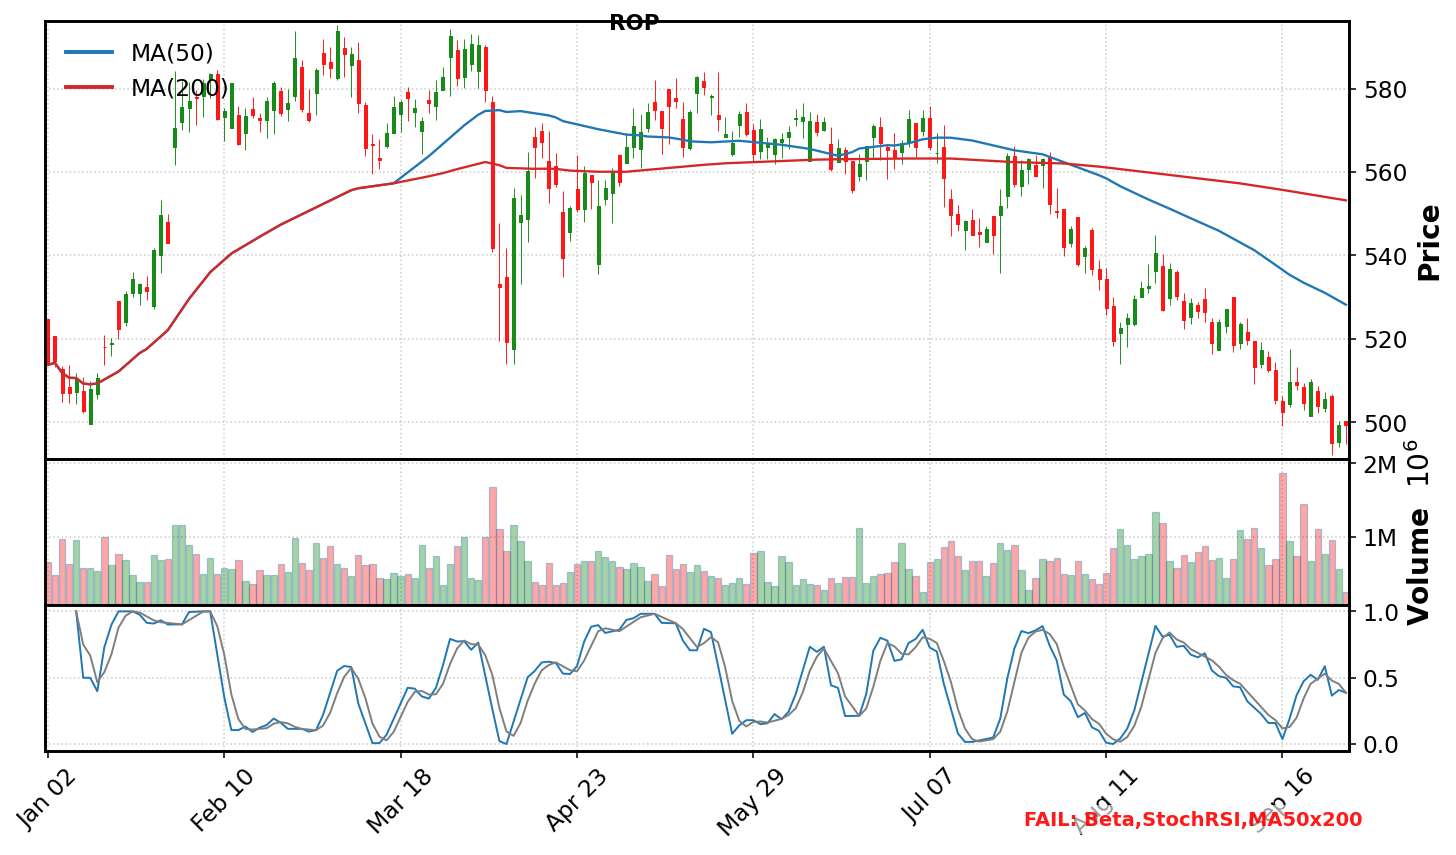 ROP
MA(50)
MA(200)
580
560
540
520
500
Price
2M
1M
Volume 10^6
1.0
0.5
0.0
Jan 02
Feb 10
Mar 18
Apr 23
May 29
Jul 07
Aug 11
Sep 16
FAIL: Beta,StochRSI,MA50x200